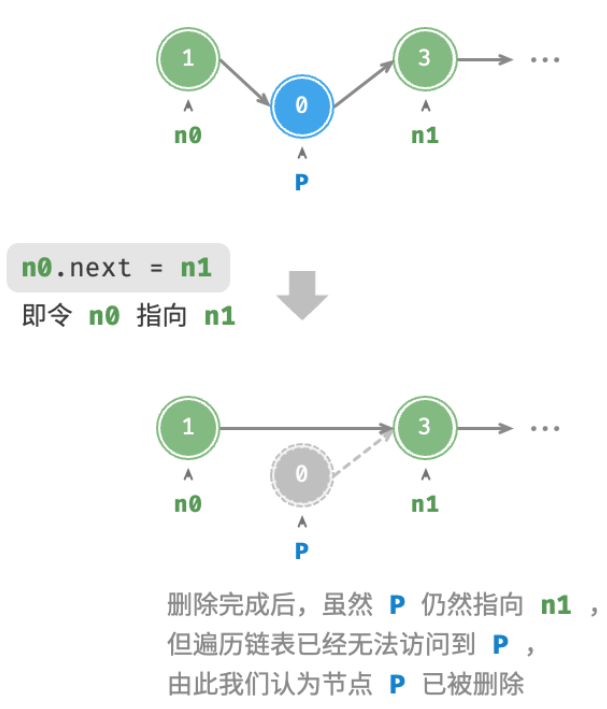 1
3
...
0
n0
n1
P
n0.next = n1
即令 n0 指向 n1
1
3
...
0
n0
n1
P
删除完成后，虽然 P 仍然指向 n1 ，
但遍历链表已经无法访问到 P ，
由此我们认为节点 P 已被删除